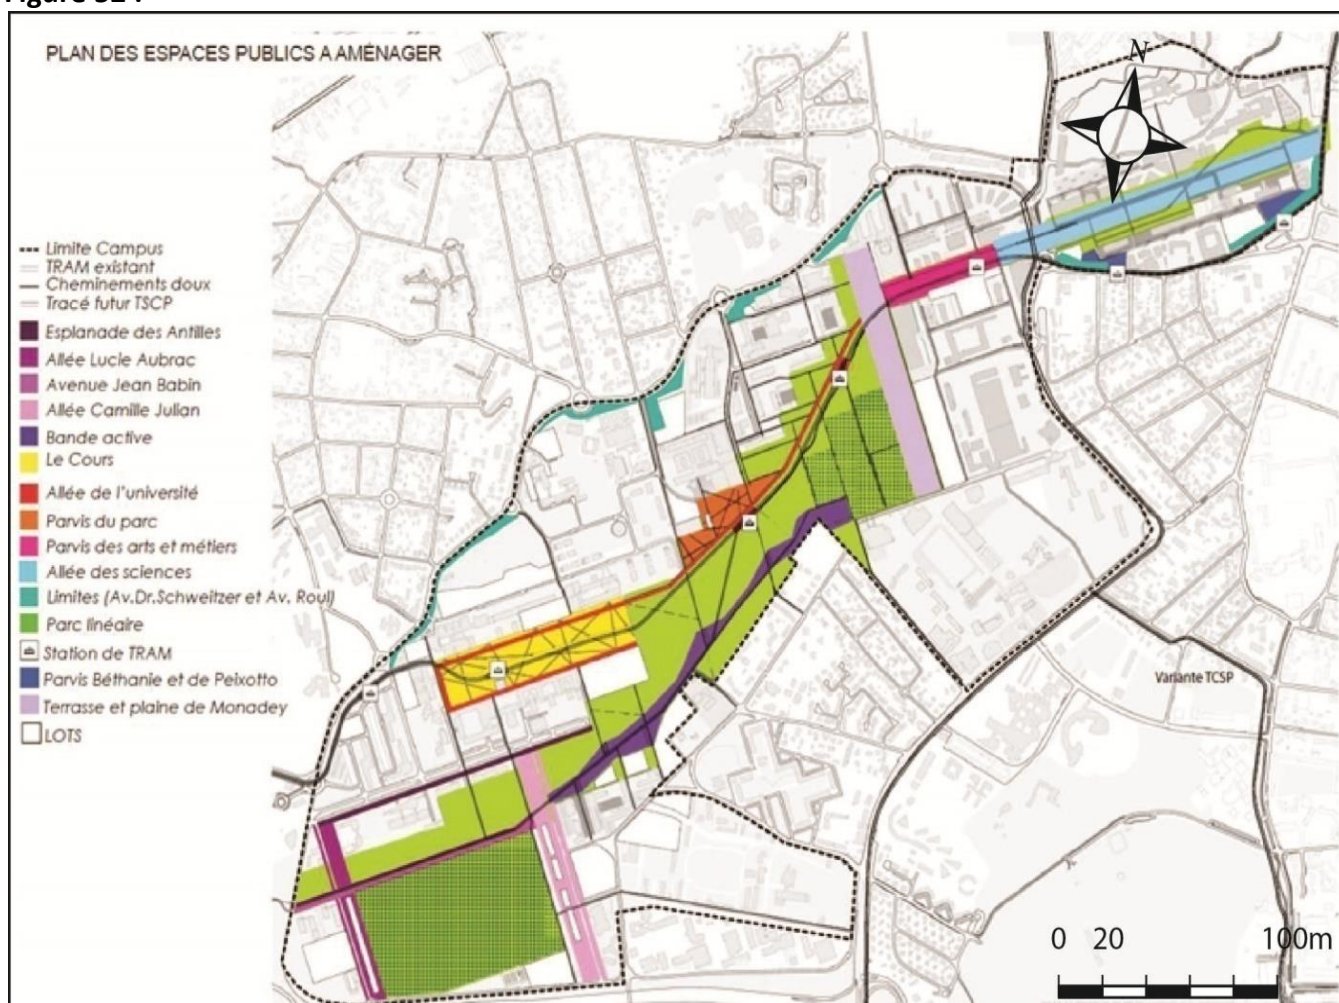 PLAN DES ESPACES PUBLICS A AMÉNAGER
N
Limite Campus
TRAM existant
Cheminements doux
Tracé futur TSCP
Esplanade des Antilles
Allée Lucie Aubrac
Avenue Jean Babin
Allée Camille Julian
Bande active
Le Cours
Allée de l'université
Parvis du parc
Parvis des arts et métiers
Allée des sciences
Limites (Av.Dr.Schweitzer et Av. Roul)
Parc linéaire
Station de TRAM
Parvis Béthanie et de Peixotto
Terrasse et plaine de Monadey
LOTS
Variante TCSP
0 20 100m